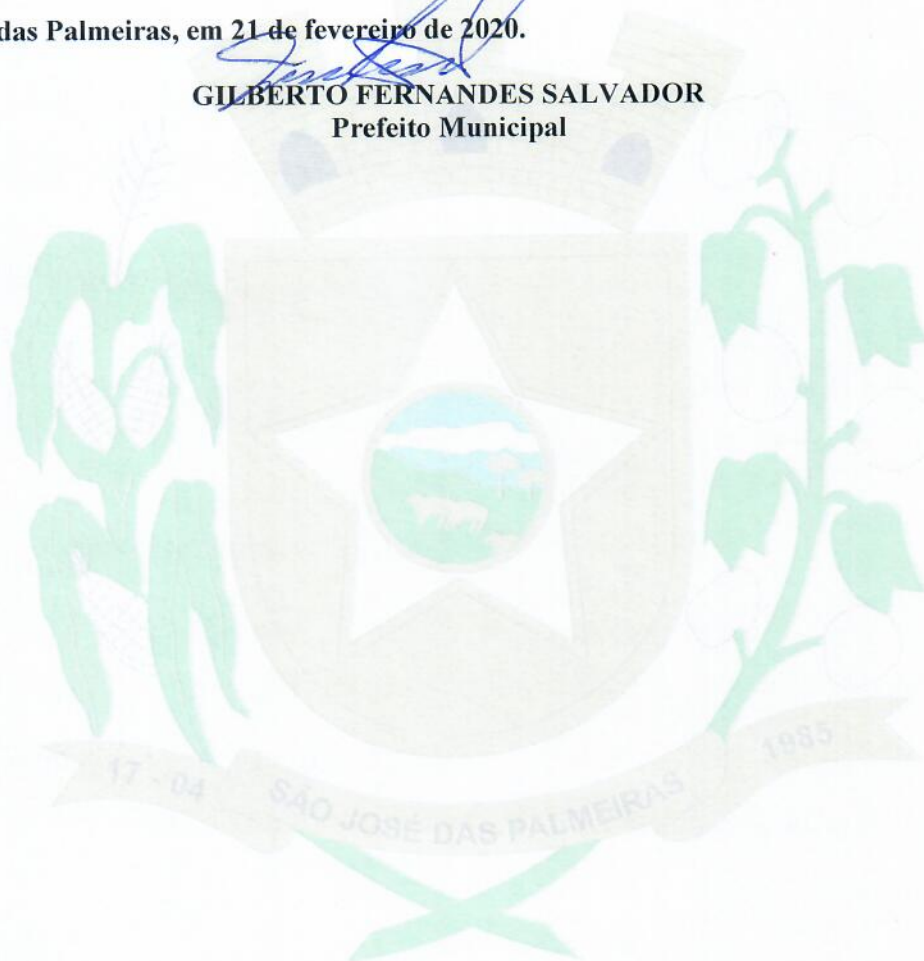 das Palmeiras, em 21 de fevereiro de 2020.
GILBERTO FERNANDES SALVADOR
Prefeito Municipal
17 - 04
SÃO JOSÉ DAS PALMEIRAS
1985